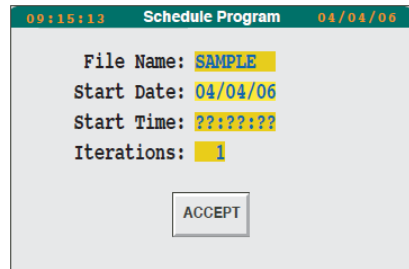 09:15:13 Schedule Program 04/04/06
File Name: SAMPLE
Start Date: 04/04/06
Start Time: ??:??:??
Iterations: 1
ACCEPT